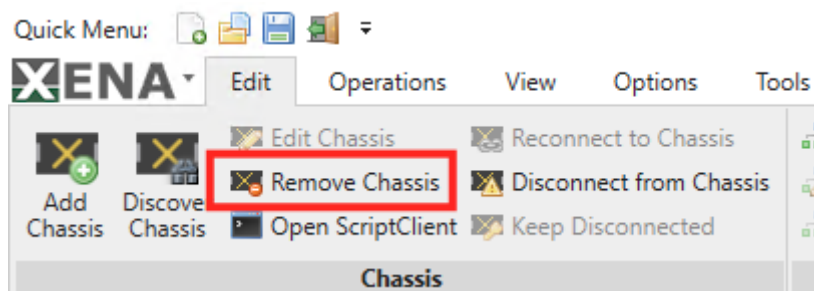 Quick Menu:
XENA Edit Operations View Options Tools
Edit Chassis Reconnect to Chassis
Remove Chassis Disconnect from Chassis
Add Chassis
Discove Chassis
Open ScriptClient Keep Disconnected
Chassis